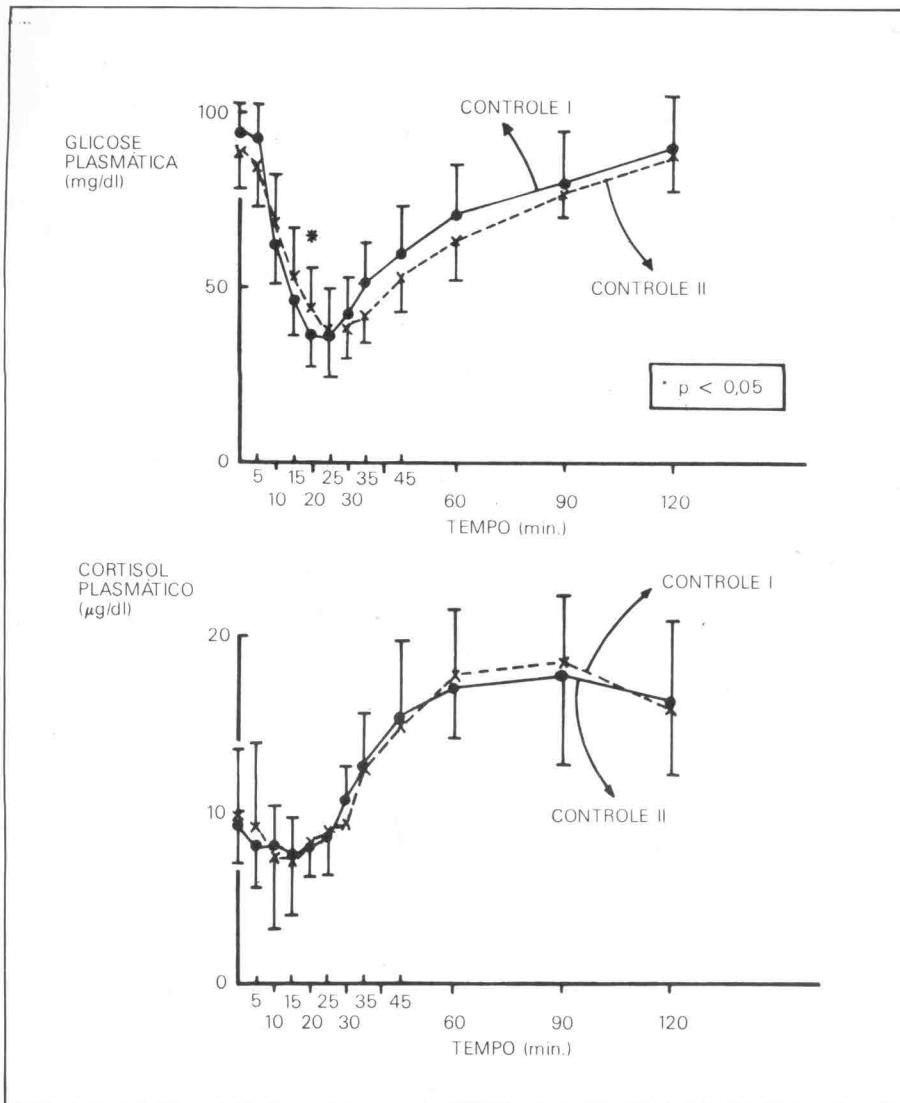 GLICOSE
PLASMÁTICA
(mg/dl)
100
50
0
CONTROLE I
CONTROLE II
*
* p < 0,05
5 15 25 35 45
10 20 30 60 90 120
TEMPO (min.)
CORTISOL
PLASMÁTICO
(μg/dl)
20
10
0
CONTROLE I
CONTROLE II
5 15 25 35 45
10 20 30 60 90 120
TEMPO (min.)